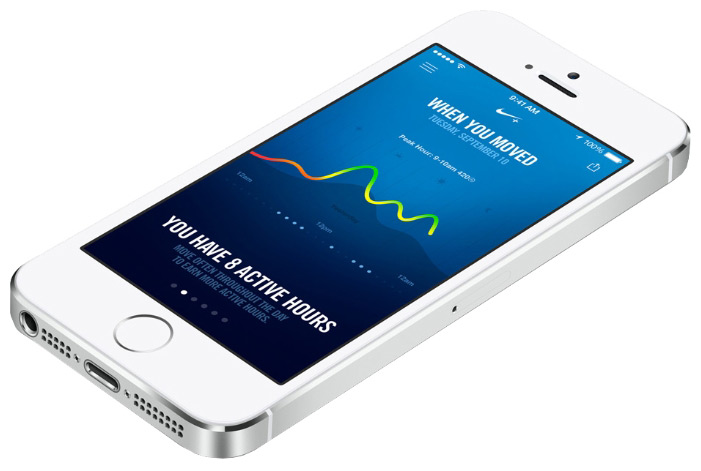 9:41 AM
100%
WHEN YOU MOVED
TUESDAY, SEPTEMBER 10
Peak Hour: 9-10am 420
12am
12pm
12am
YOU HAVE 8 ACTIVE HOURS
MOVE OFTEN THROUGHOUT THE DAY
TO EARN MORE ACTIVE HOURS.